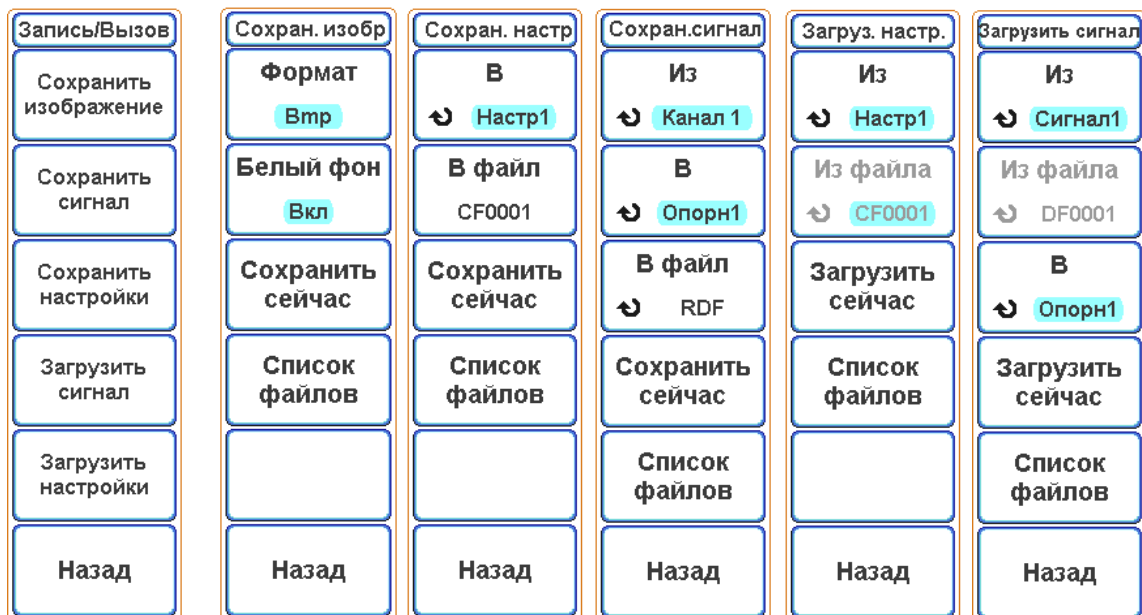 Запись/Вызов
Сохранить
изображение
Сохранить
сигнал
Сохранить
настройки
Загрузить
сигнал
Загрузить
настройки
Назад
Сохран. изобр
Формат
Bmp
Белый фон
Вкл
Сохранить
сейчас
Список
файлов
Назад
Сохран. настр
В
Настр1
В файл
CF0001
Сохранить
сейчас
Список
файлов
Назад
Сохран.сигнал
Из
Канал 1
В
Опорн1
В файл
RDF
Сохранить
сейчас
Список
файлов
Назад
Загруз. настр.
Из
Настр1
Из файла
CF0001
Загрузить
сейчас
Список
файлов
Назад
Загрузить сигнал
Из
Сигнал1
Из файла
DF0001
В
Опорн1
Загрузить
сейчас
Список
файлов
Назад